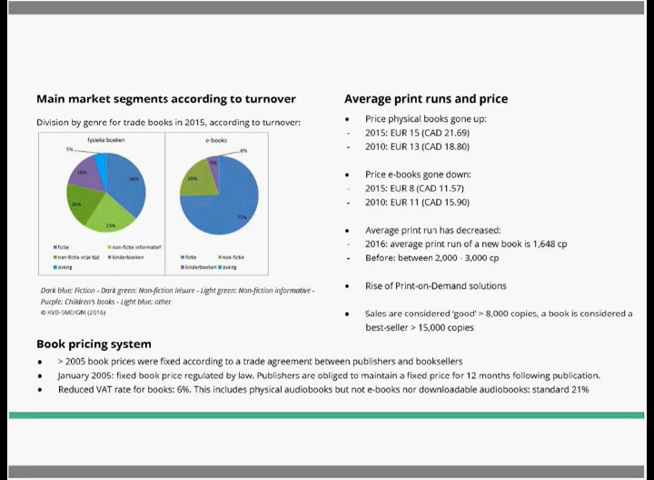 Main market segments according to turnover
Division by genre for trade books in 2015, according to turnover:
fysieke boeken
5%
23%
e-books
0%
5%
20%
75%
fictie
non-fictie informatief
non-fictie vrije tijd
kinderboeken
overig
fictie
non-fictie
kinderboeken
overig
Dark blue: Fiction - Dark green: Non-fiction leisure - Light green: Non-fiction informative -
Purple: Children's books - Light blue: other
© KVB-SMB/GfK (2016)
Average print runs and price
• Price physical books gone up:
- 2015: EUR 15 (CAD 21.69)
- 2010: EUR 13 (CAD 18.80)
• Price e-books gone down:
- 2015: EUR 8 (CAD 11.57)
- 2010: EUR 11 (CAD 15.90)
• Average print run has decreased:
- 2016: average print run of a new book is 1,648 cp
- Before: between 2,000 - 3,000 cp
• Rise of Print-on-Demand solutions
• Sales are considered 'good' > 8,000 copies, a book is considered a
best-seller > 15,000 copies
Book pricing system
• > 2005 book prices were fixed according to a trade agreement between publishers and booksellers
• January 2005: fixed book price regulated by law. Publishers are obliged to maintain a fixed price for 12 months following publication.
• Reduced VAT rate for books: 6%. This includes physical audiobooks but not e-books nor downloadable audiobooks: standard 21%